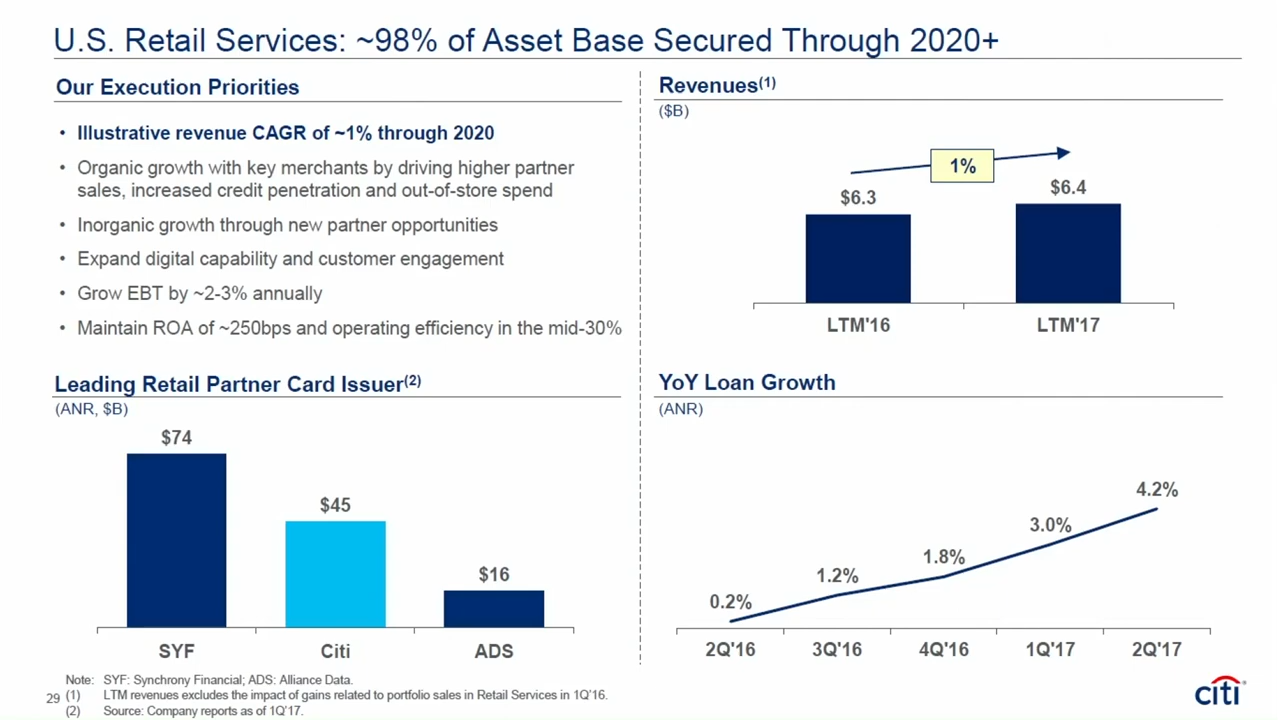 U.S. Retail Services: ~98% of Asset Base Secured Through 2020+
Our Execution Priorities
• Illustrative revenue CAGR of ~1% through 2020
• Organic growth with key merchants by driving higher partner
sales, increased credit penetration and out-of-store spend
• Inorganic growth through new partner opportunities
• Expand digital capability and customer engagement
• Grow EBT by ~2-3% annually
• Maintain ROA of ~250bps and operating efficiency in the mid-30%
Revenues(1)
($B)
1%
$6.3
$6.4
LTM'16
LTM'17
Leading Retail Partner Card Issuer(2)
(ANR, $B)
$74
$45
$16
SYF
Citi
ADS
YoY Loan Growth
(ANR)
0.2%
1.2%
1.8%
3.0%
4.2%
2Q'16
3Q'16
4Q'16
1Q'17
2Q'17
Note: SYF: Synchrony Financial; ADS: Alliance Data.
(1) LTM revenues excludes the impact of gains related to portfolio sales in Retail Services in 1Q'16.
(2) Source: Company reports as of 1Q'17.
29
citi